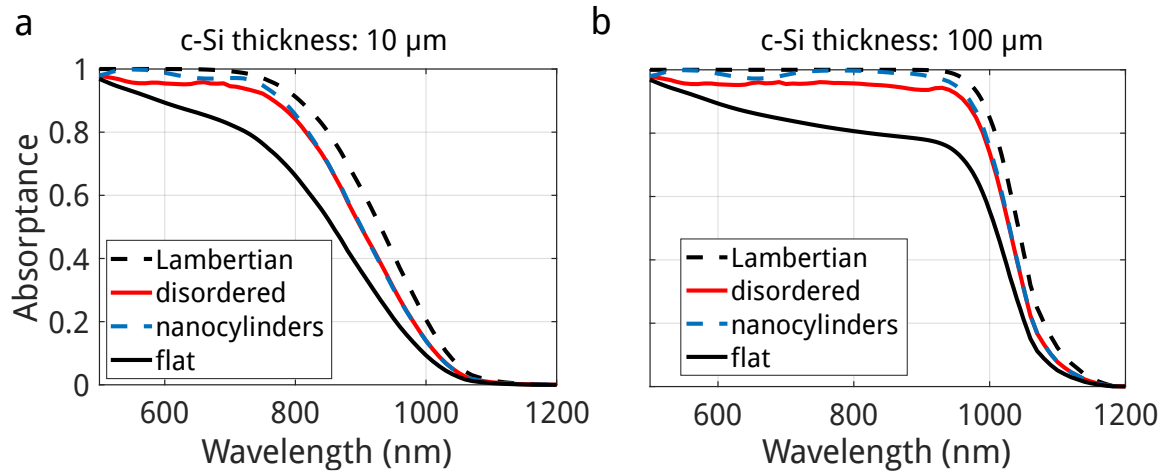 a
c-Si thickness: 10 µm
Absorptance
1
0.8
0.6
0.4
0.2
0
Lambertian
disordered
nanocylinders
flat
600
800
1000
1200
Wavelength (nm)
b
c-Si thickness: 100 µm
Lambertian
disordered
nanocylinders
flat
600
800
1000
1200
Wavelength (nm)